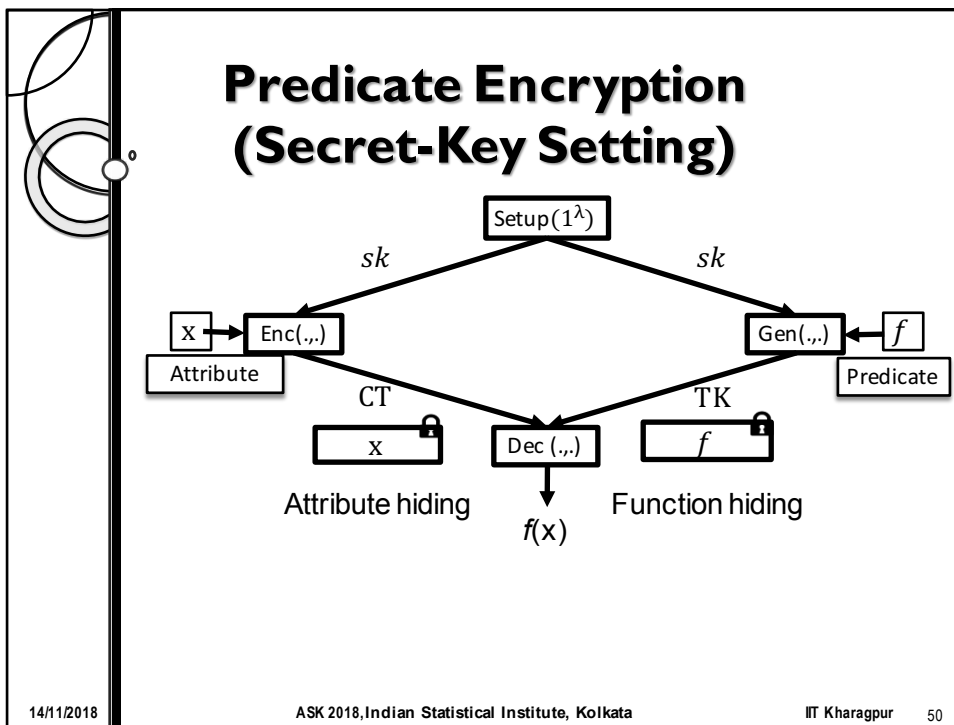 Predicate Encryption
(Secret-Key Setting)
Setup(1^λ)
sk sk
x Enc(.,.) Gen(.,.) f
Attribute Predicate
CT TK
x Dec (.,.) f
Attribute hiding Function hiding
f(x)
14/11/2018 ASK 2018,Indian Statistical Institute, Kolkata IIT Kharagpur 50